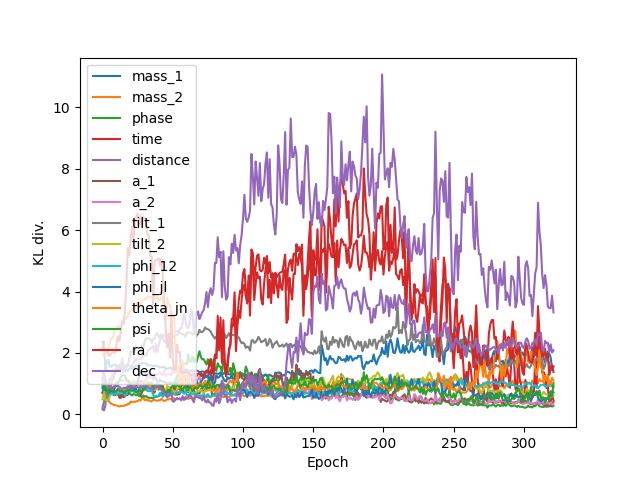 KL div.
10
8
6
4
2
0
mass_1
mass_2
phase
time
distance
a_1
a_2
tilt_1
tilt_2
phi_12
phi_jl
theta_jn
psi
ra
dec
0 50 100 150 200 250 300
Epoch